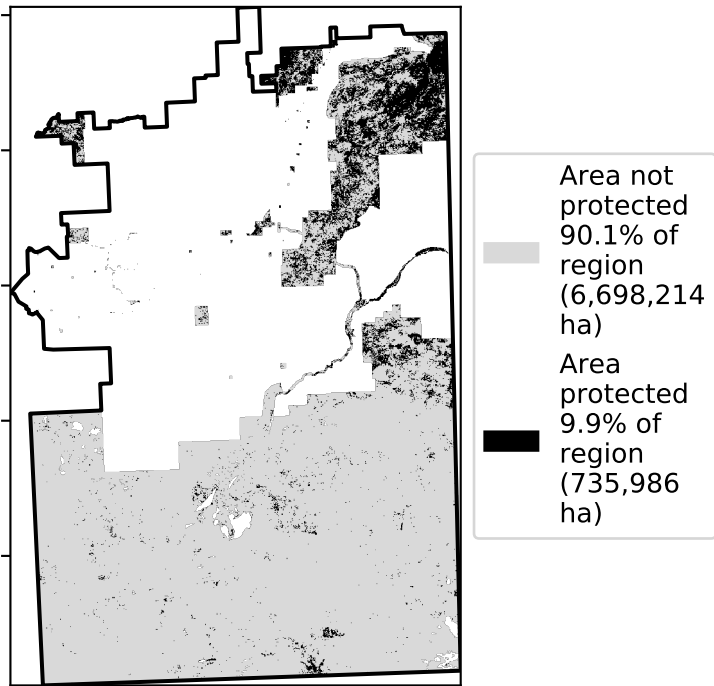 Area not
protected
90.1% of
region
(6,698,214
ha)
Area
protected
9.9% of
region
(735,986
ha)